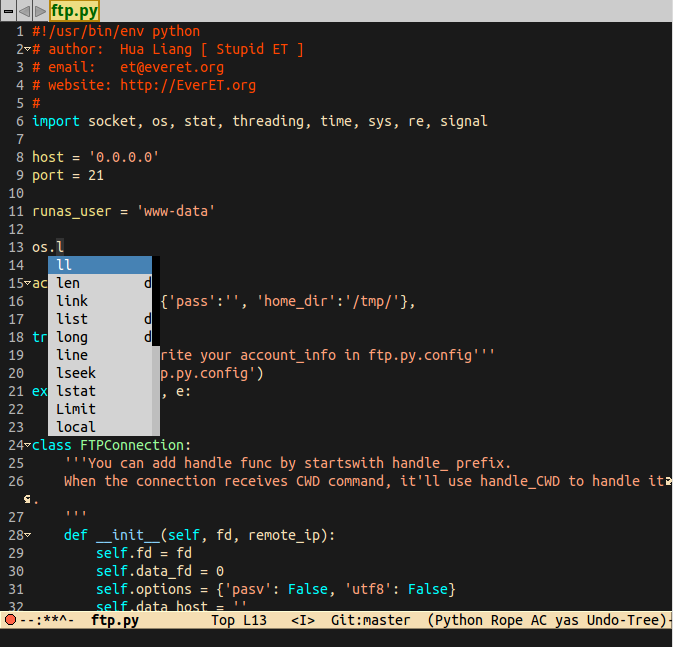 ftp.py
1 #!/usr/bin/env python
2 # author:  Hua Liang [ Stupid ET ]
3 # email:   et@everet.org
4 # website: http://EverET.org
5 #
6 import socket, os, stat, threading, time, sys, re, signal
7
8 host = '0.0.0.0'
9 port = 21
10
11 runas_user = 'www-data'
12
13 os.l
14 ll
15 ac len d
16 link {'pass':'', 'home_dir':'/tmp/'},
17 list d
18 tr long d
19 line rite your account_info in ftp.py.config'''
20 lseek p.py.config')
21 ex lstat , e:
22 Limit
23 local
24 class FTPConnection:
25     '''You can add handle func by startswith handle_ prefix.
26     When the connection receives CWD command, it'll use handle_CWD to handle it
.
27     '''
28     def __init__(self, fd, remote_ip):
29         self.fd = fd
30         self.data_fd = 0
31         self.options = {'pasv': False, 'utf8': False}
32         self.data_host = ''
--:**^-  ftp.py         Top L13   <I>  Git:master  (Python Rope AC yas Undo-Tree)-